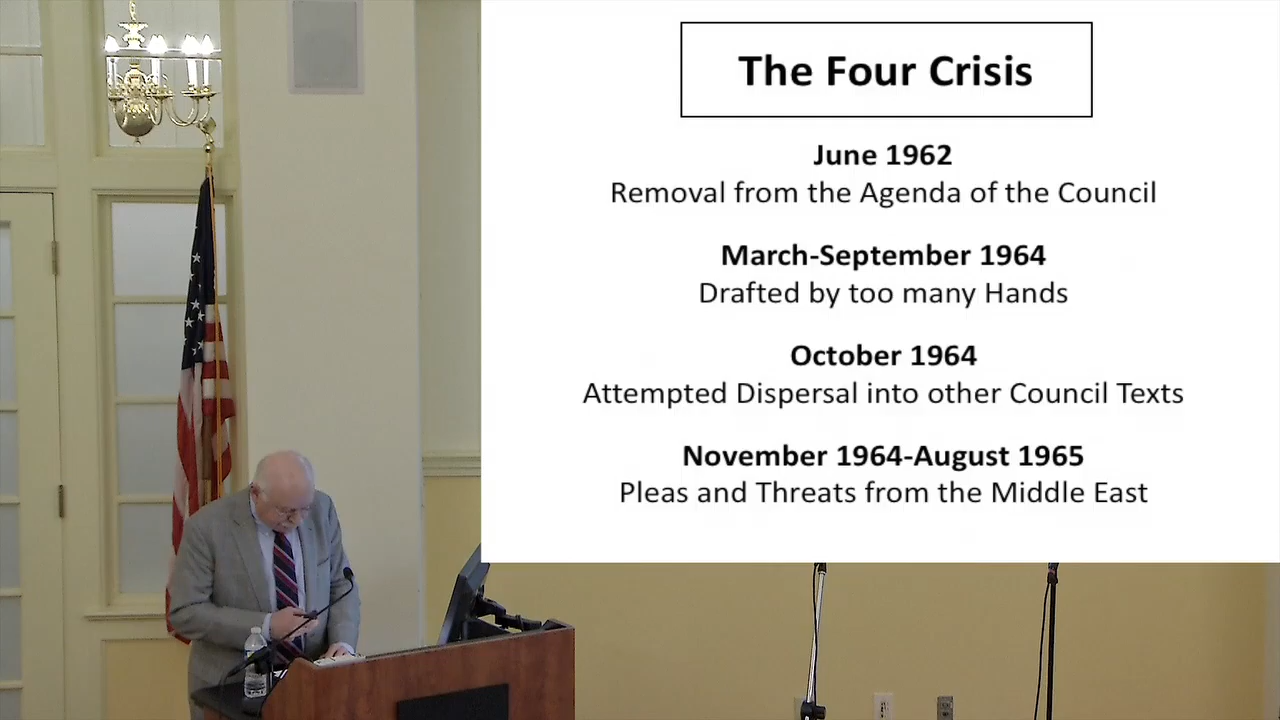 The Four Crisis
June 1962
Removal from the Agenda of the Council
March-September 1964
Drafted by too many Hands
October 1964
Attempted Dispersal into other Council Texts
November 1964-August 1965
Pleas and Threats from the Middle East